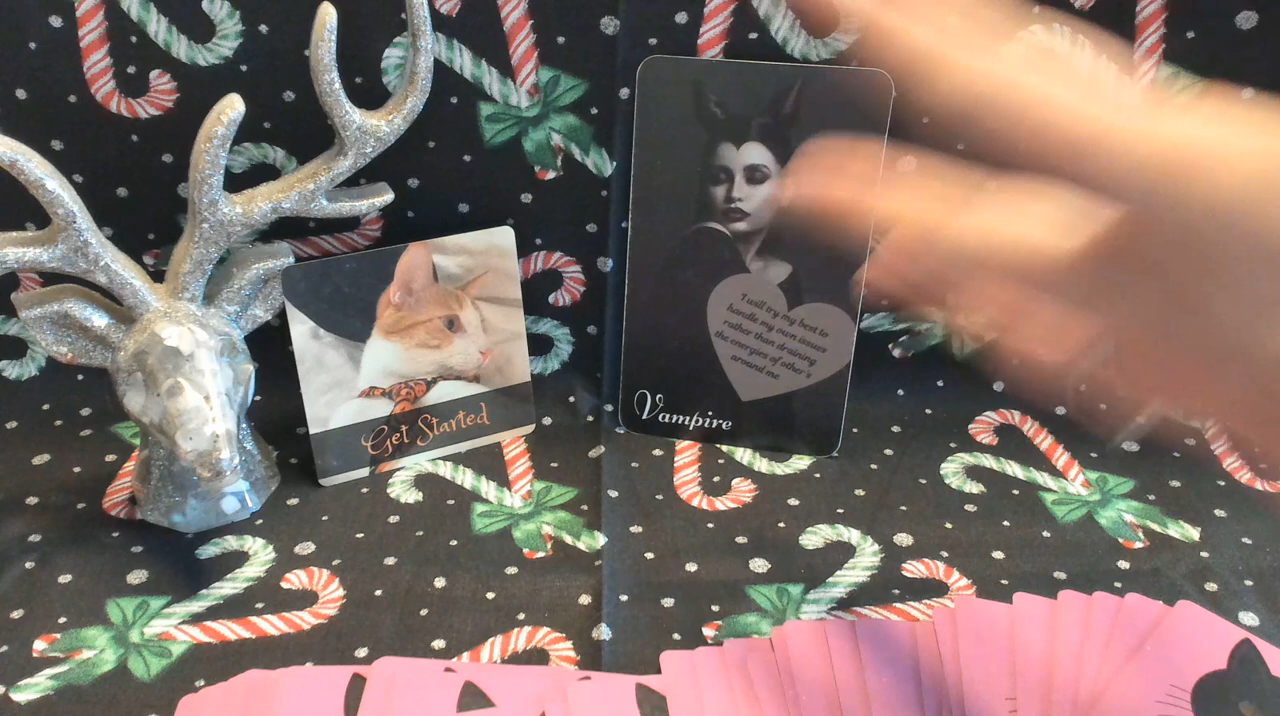 Get Started
I will try my best to
handle my own issues
rather than draining
the energies of other's
around me
Vampire